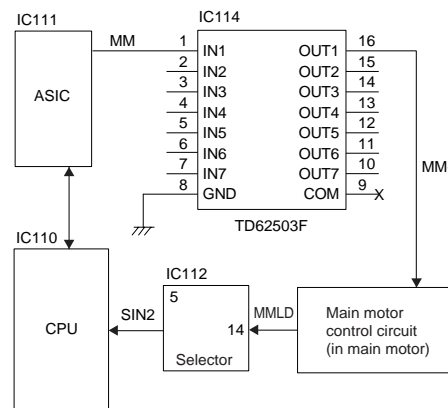 IC111
IC114
MM
ASIC
1 IN1 OUT1 16
2 IN2 OUT2 15
3 IN3 OUT3 14
4 IN4 OUT4 13
5 IN5 OUT5 12
6 IN6 OUT6 11
7 IN7 OUT7 10
8 GND COM 9
X
TD62503F
MM
IC110
CPU
SIN2
IC112
5
14
Selector
MMLD
Main motor
control circuit
(in main motor)